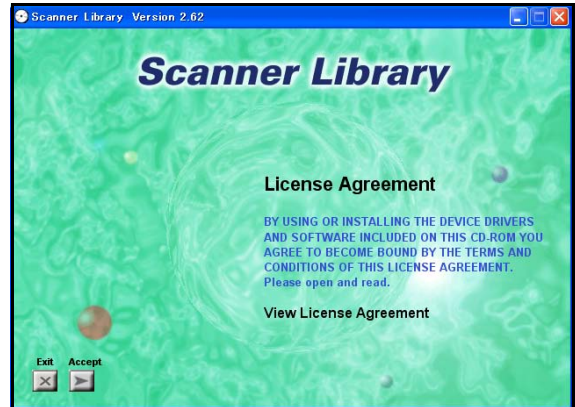 Scanner Library Version 2.62
Scanner Library
License Agreement
BY USING OR INSTALLING THE DEVICE DRIVERS
AND SOFTWARE INCLUDED ON THIS CD-ROM YOU
AGREE TO BECOME BOUND BY THE TERMS AND
CONDITIONS OF THIS LICENSE AGREEMENT.
Please open and read.
View License Agreement
Exit Accept